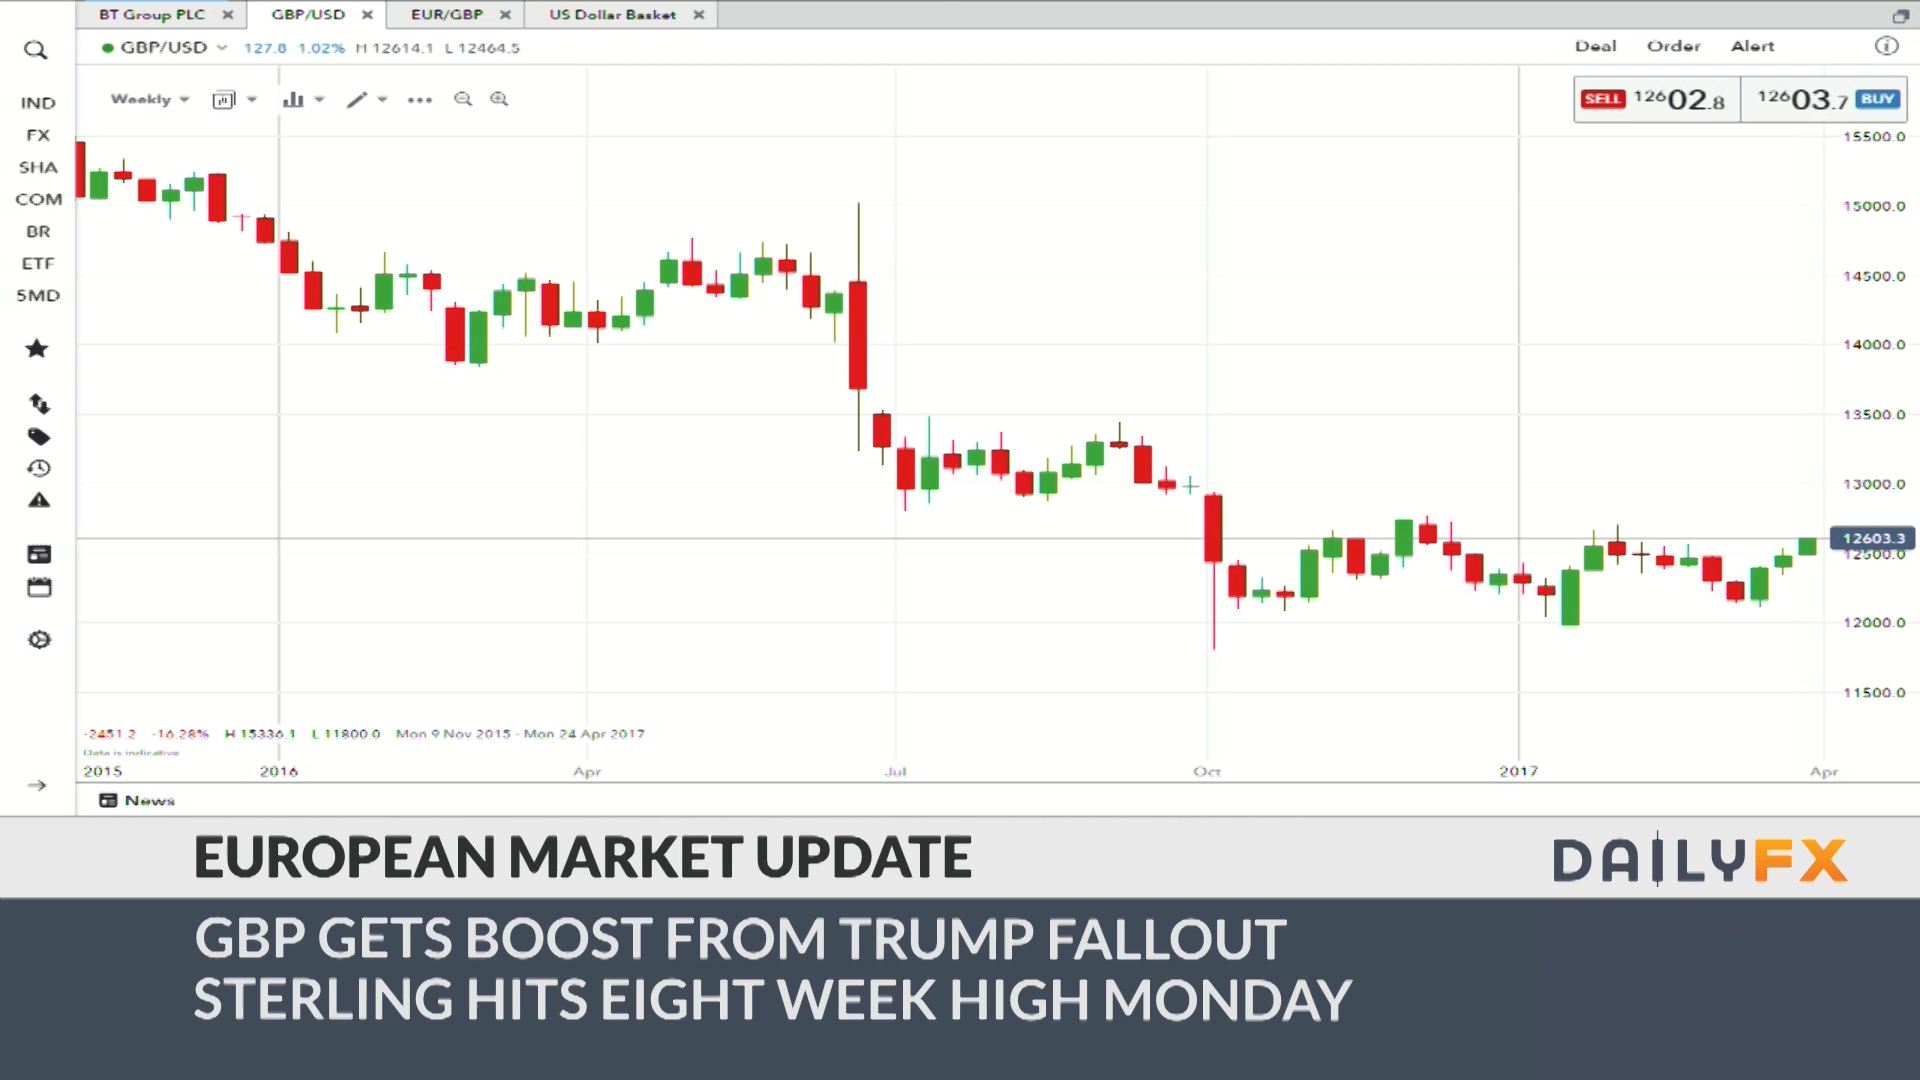 BT Group PLC × GBP/USD × EUR/GBP × US Dollar Basket ×
GBP/USD 127.8 1.02% H 12614.1 L 12464.5 Deal Order Alert
Weekly
SELL 12602.8 12603.7 BUY
IND
FX
SHA
COM
BR
ETF
SMD
15500.0
15000.0
14500.0
14000.0
13500.0
13000.0
12603.3
12500.0
12000.0
11500.0
-2451.2 -16.28% H 15336.1 L 11800.0 Mon 9 Nov 2015 - Mon 24 Apr 2017
Data is indicative
2015 2016 Apr Jul Oct 2017 Apr
News
EUROPEAN MARKET UPDATE
DAILYFX
GBP GETS BOOST FROM TRUMP FALLOUT
STERLING HITS EIGHT WEEK HIGH MONDAY